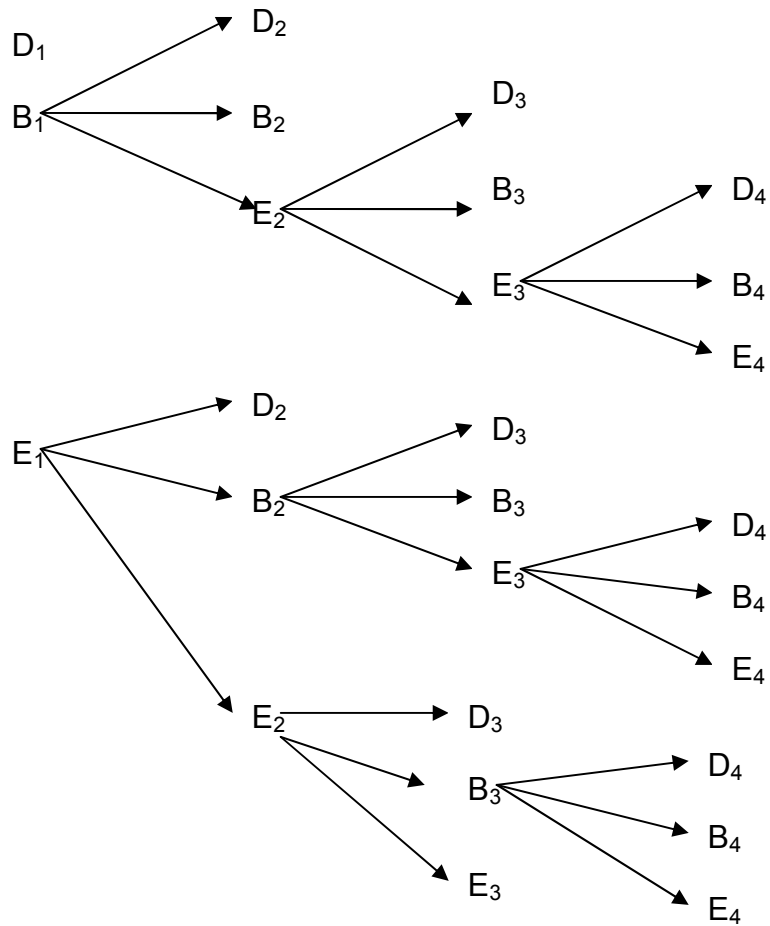 D₂
D₁
B₁
B₂
D₃
E₂
B₃
D₄
E₃
B₄
E₄
D₂
D₃
E₁
B₂
B₃
D₄
E₃
B₄
E₄
E₂
D₃
D₄
B₃
B₄
E₃
E₄